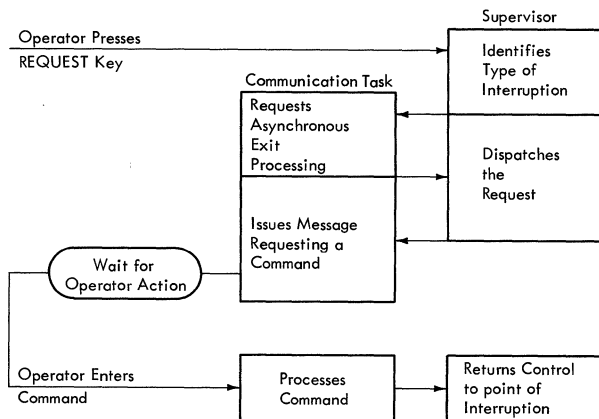 Supervisor
Operator Presses
REQUEST Key
Identifies
Type of
Interruption
Communication Task
Requests
Asynchronous
Exit
Processing
Dispatches
the
Request
Issues Message
Requesting a
Command
Wait for
Operator Action
Operator Enters
Command
Processes
Command
Returns Control
to point of
Interruption